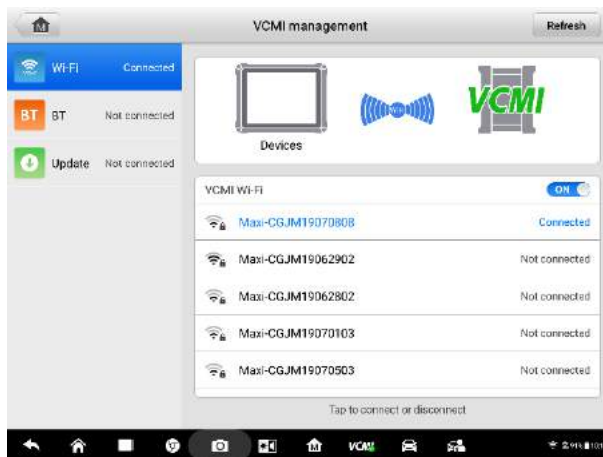 VCMI management
Refresh
Wi-Fi Connected
BT BT Not connected
Update Not connected
VCMI
Devices
VCMI Wi-Fi ON
Maxi-CGJM19070808 Connected
Maxi-CGJM19062902 Not connected
Maxi-CGJM19062802 Not connected
Maxi-CGJM19070103 Not connected
Maxi-CGJM19070503 Not connected
Tap to connect or disconnect
VCMI